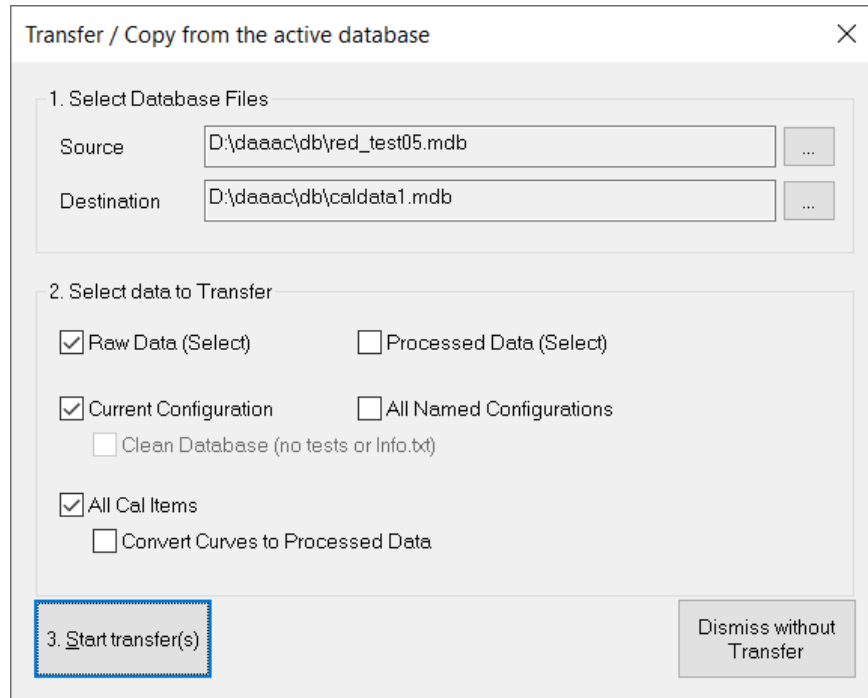 Transfer / Copy from the active database
1. Select Database Files
Source
D:\daaac\db\red_test05.mdb
...
Destination
D:\daaac\db\caldata1.mdb
...
2. Select data to Transfer
Raw Data (Select)
Processed Data (Select)
Current Configuration
All Named Configurations
Clean Database (no tests or Info.txt)
All Cal Items
Convert Curves to Processed Data
3. Start transfer(s)
Dismiss without
Transfer